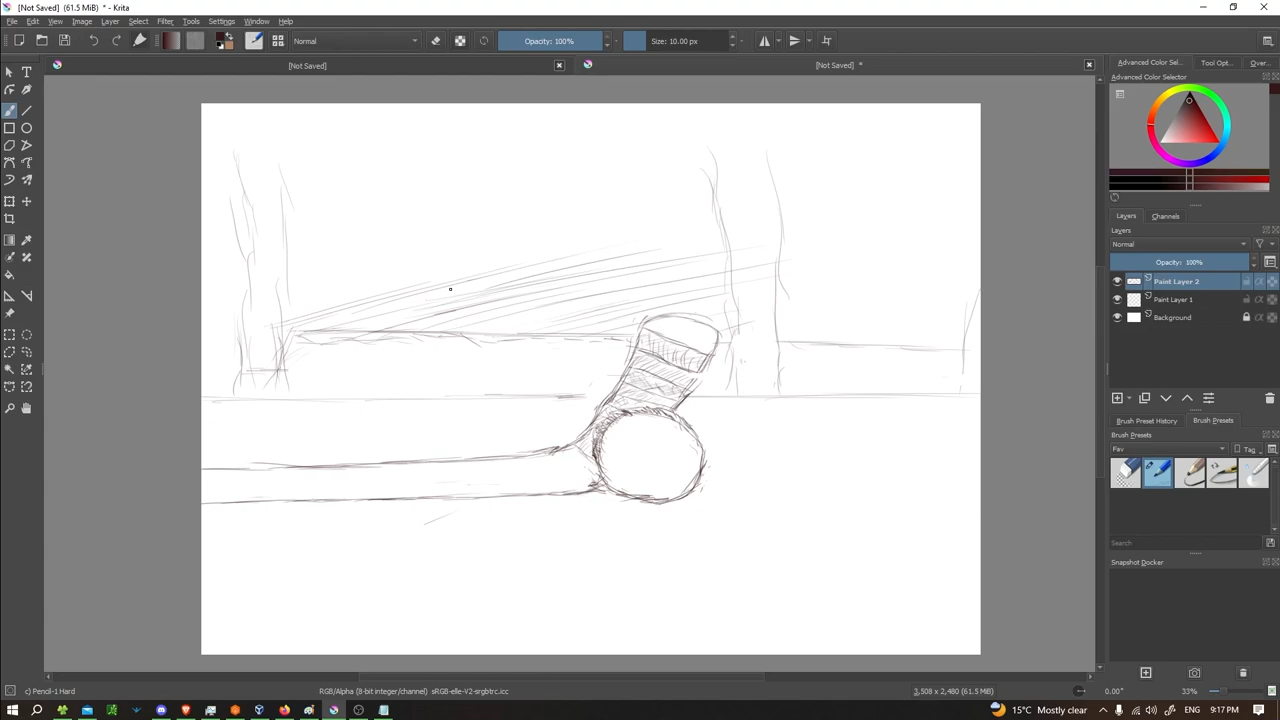 [Not Saved] (61.5 MiB) * - Krita
File Edit View Image Layer Select Filter Tools Settings Window Help
Normal Opacity: 100% Size: 10.00 px
[Not Saved] [Not Saved] *
Advanced Color Sel... Tool Opt... Over...
Advanced Color Selector
Layers Channels
Layers
Normal
Opacity: 100%
Paint Layer 2
Paint Layer 1
Background
Brush Preset History Brush Presets
Brush Presets
Fav Tag
Search
Snapshot Docker
c) Pencil-1 Hard RGB/Alpha (8-bit integer/channel) sRGB-elle-V2-srgbtrc.icc 3,508 x 2,480 (61.5 MiB) 0.00° 33%
15°C Mostly clear 9:17 PM